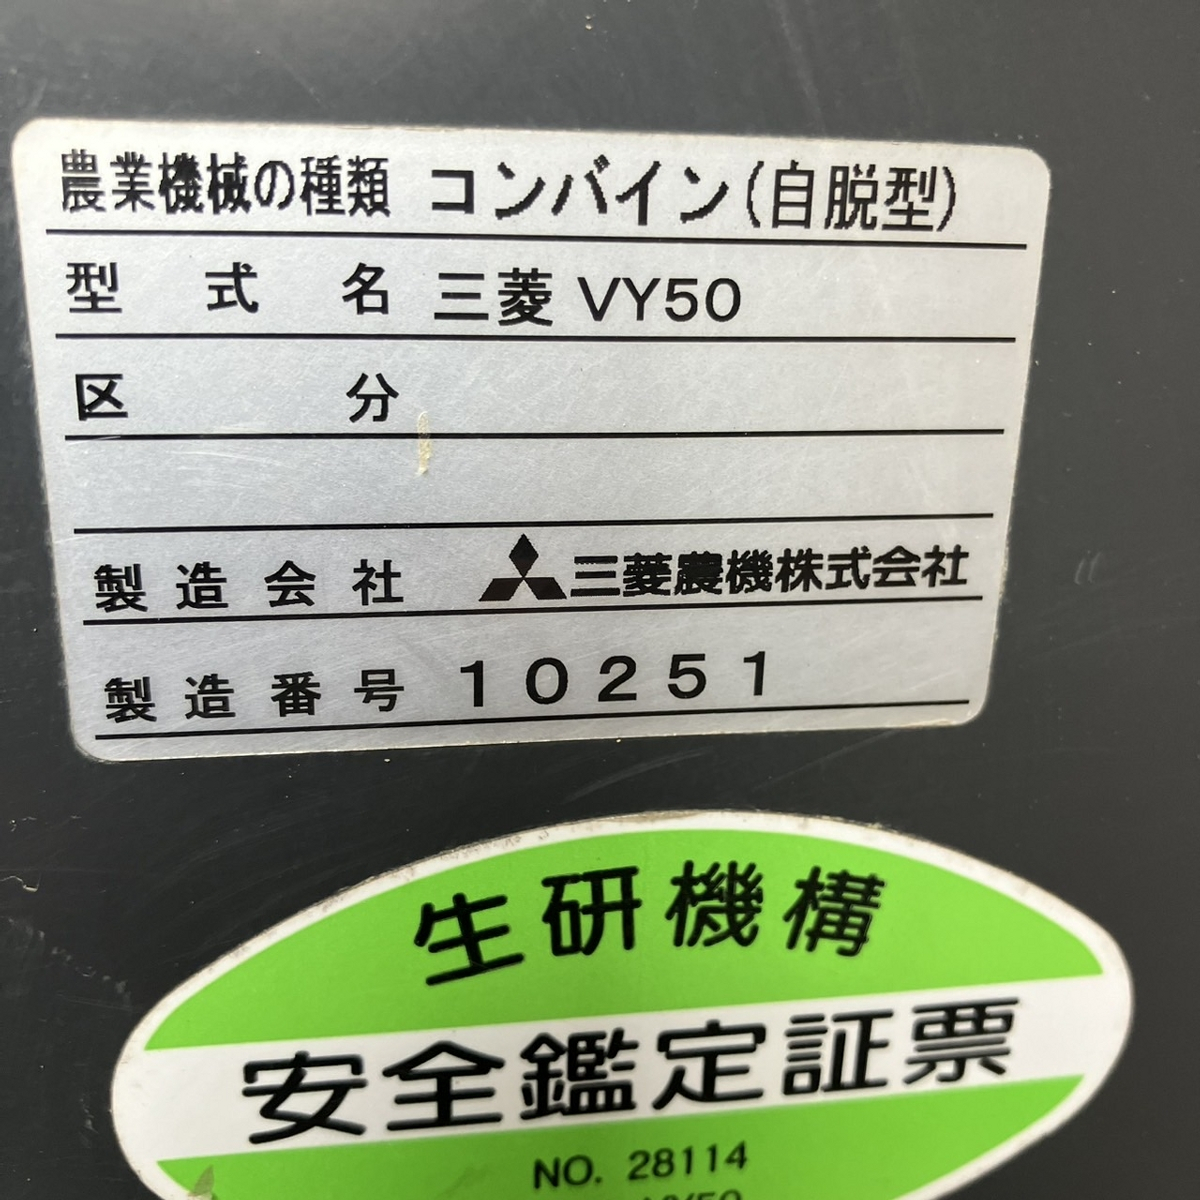 農業機械の種類 コンバイン(自脱型)
型式名 三菱 VY50
区分
製造会社 三菱農機株式会社
製造番号 10251
生研機構
安全鑑定証票
NO. 28114